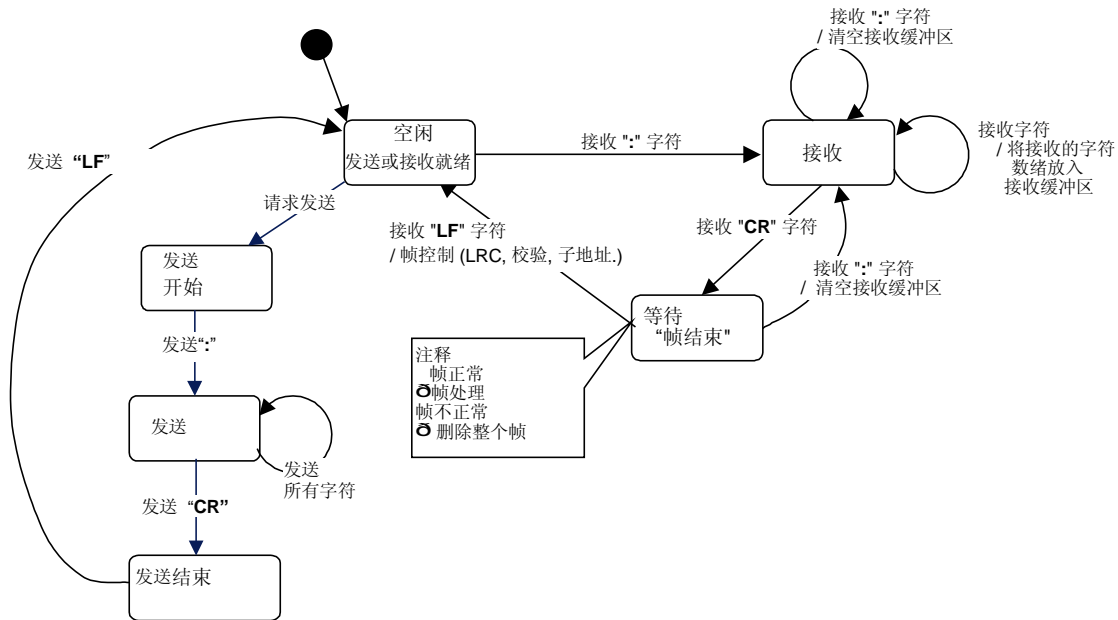 接收 ":" 字符
/ 清空接收缓冲区
空闲
发送或接收就绪
接收 ":" 字符
接收
接收字符
/ 将接收的字符
数绪放入
接收缓冲区
发送 “LF”
请求发送
接收 "LF" 字符
/ 帧控制 (LRC, 校验, 子地址.)
接收 "CR" 字符
接收 ":" 字符
/ 清空接收缓冲区
发送
开始
等待
“帧结束"
发送“:”
注释
帧正常
ð帧处理
帧不正常
ð 删除整个帧
发送
发送
所有字符
发送 “CR”
发送结束